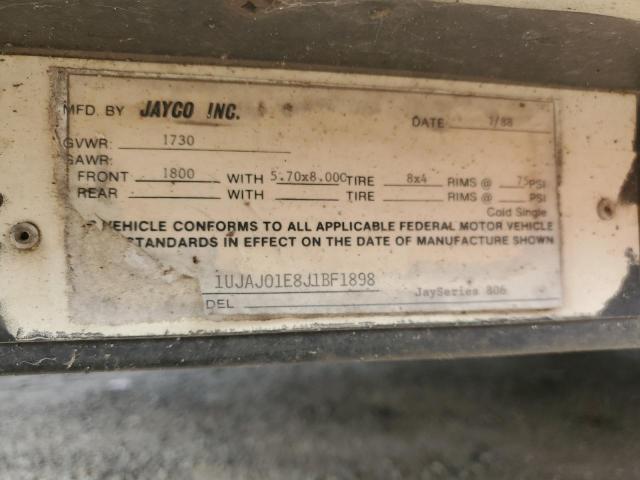 MFD. BY JAYCO INC. DATE 1/88
GVWR: 1730
GAWR:
FRONT 1800 WITH 5.70x8.00C TIRE 8x4 RIMS @ 75 PSI
REAR WITH TIRE RIMS @ PSI
Cold Single
VEHICLE CONFORMS TO ALL APPLICABLE FEDERAL MOTOR VEHICLE
STANDARDS IN EFFECT ON THE DATE OF MANUFACTURE SHOWN
1UJAJ01E8J1BF1898
DEL JaySeries 806